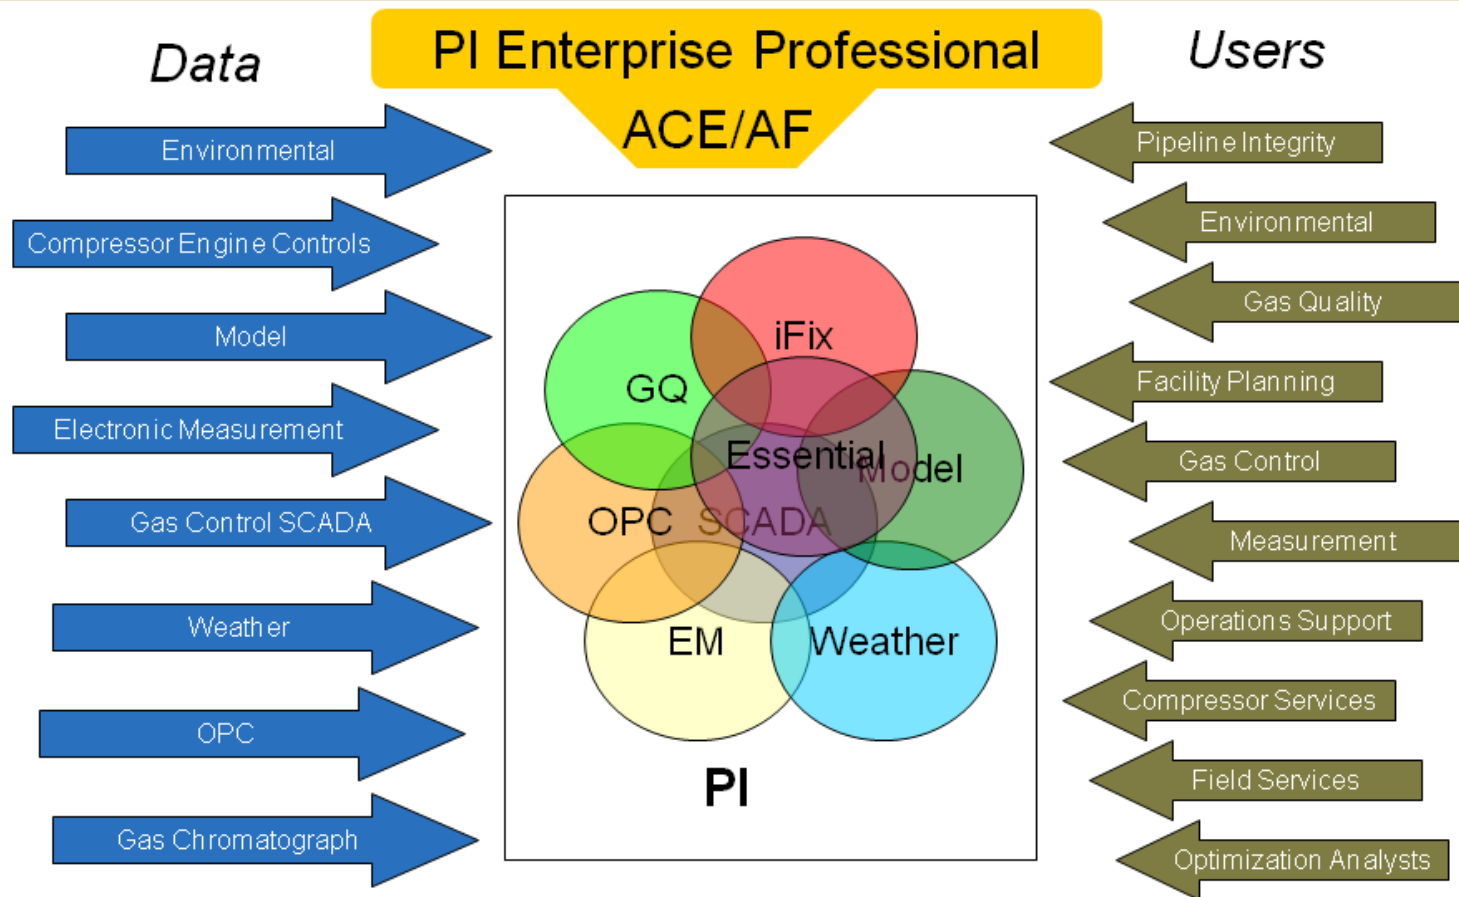 Data
PI Enterprise Professional
ACE/AF
Users
Environmental
Compressor Engine Controls
Model
Electronic Measurement
Gas Control SCADA
Weather
OPC
Gas Chromatograph
iFix
GQ
Essential
Model
OPC
SCADA
EM
Weather
PI
Pipeline Integrity
Environmental
Gas Quality
Facility Planning
Gas Control
Measurement
Operations Support
Compressor Services
Field Services
Optimization Analysts